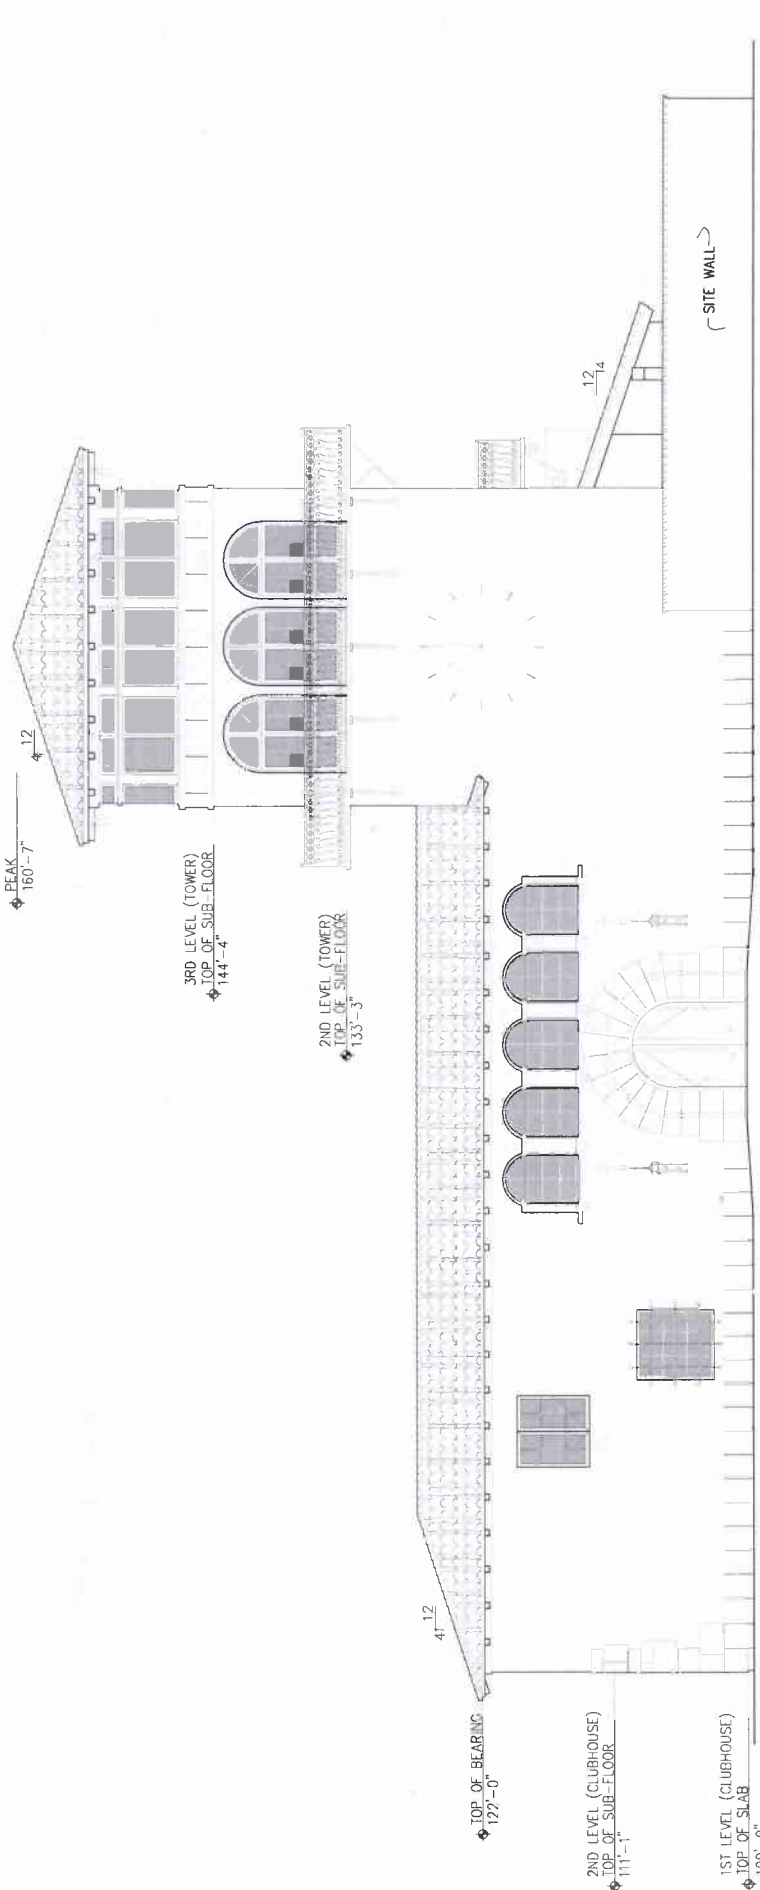 PEAK
160'-7"
4
12
3RD LEVEL (TOWER)
TOP OF SUB-FLOOR
144'-4"
2ND LEVEL (TOWER)
TOP OF SUB-FLOOR
133'-3"
4
12
12
14
SITE WALL
TOP OF BEARING
122'-0"
2ND LEVEL (CLUBHOUSE)
TOP OF SUB-FLOOR
111'-1"
1ST LEVEL (CLUBHOUSE)
TOP OF SLAB